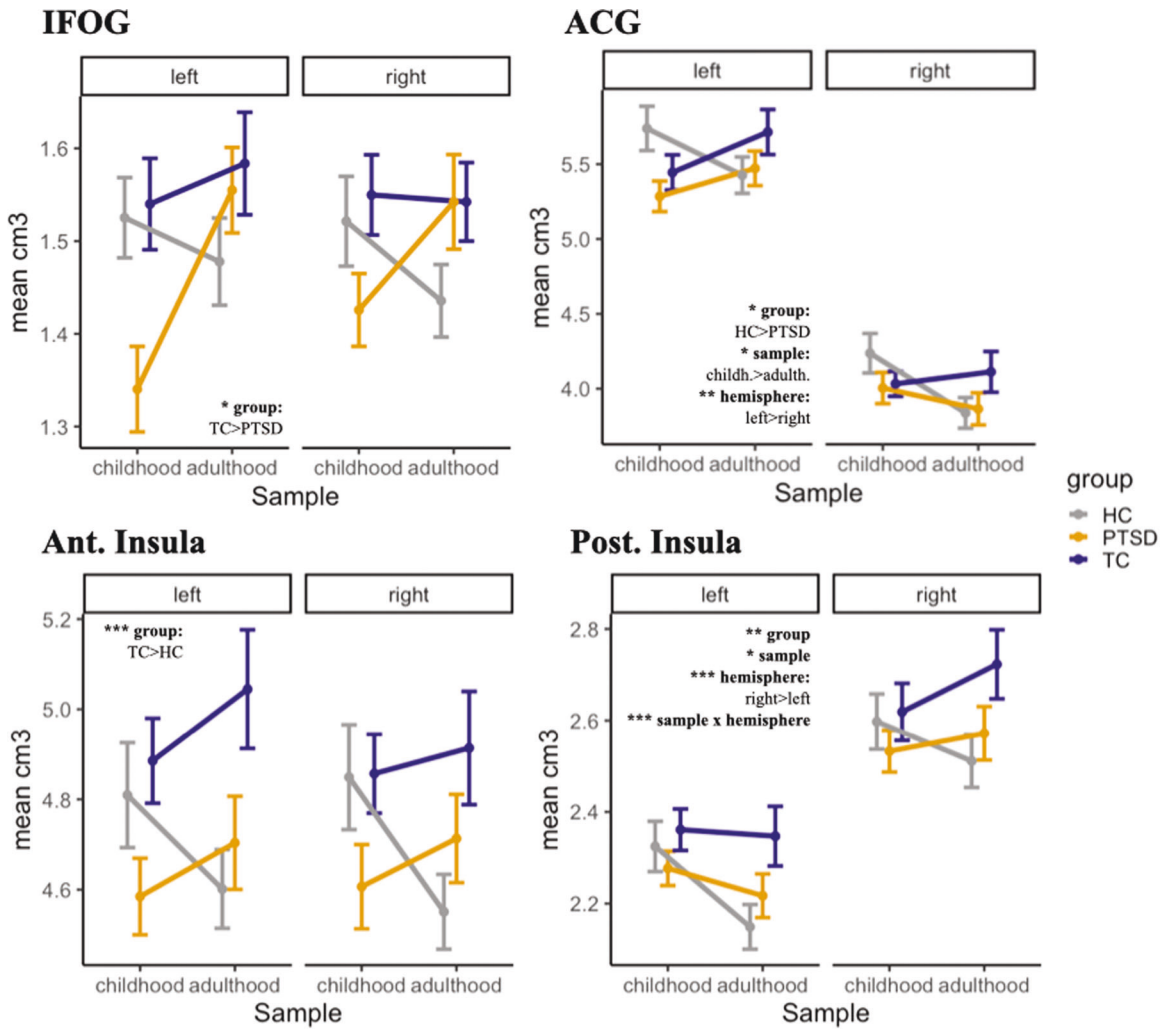 IFOG
left
right
mean cm3
1.6
1.5
1.4
1.3
* group:
TC>PTSD
childhood adulthood
childhood adulthood
Sample
ACG
left
right
mean cm3
5.5
5.0
4.5
4.0
* group:
HC>PTSD
* sample:
childh.>adulth.
** hemisphere:
left>right
childhood adulthood
childhood adulthood
Sample
group
HC
PTSD
TC
Ant. Insula
left
right
mean cm3
5.2
5.0
4.8
4.6
*** group:
TC>HC
childhood adulthood
childhood adulthood
Sample
Post. Insula
left
right
mean cm3
2.8
2.6
2.4
2.2
** group
* sample
*** hemisphere:
right>left
*** sample x hemisphere
childhood adulthood
childhood adulthood
Sample